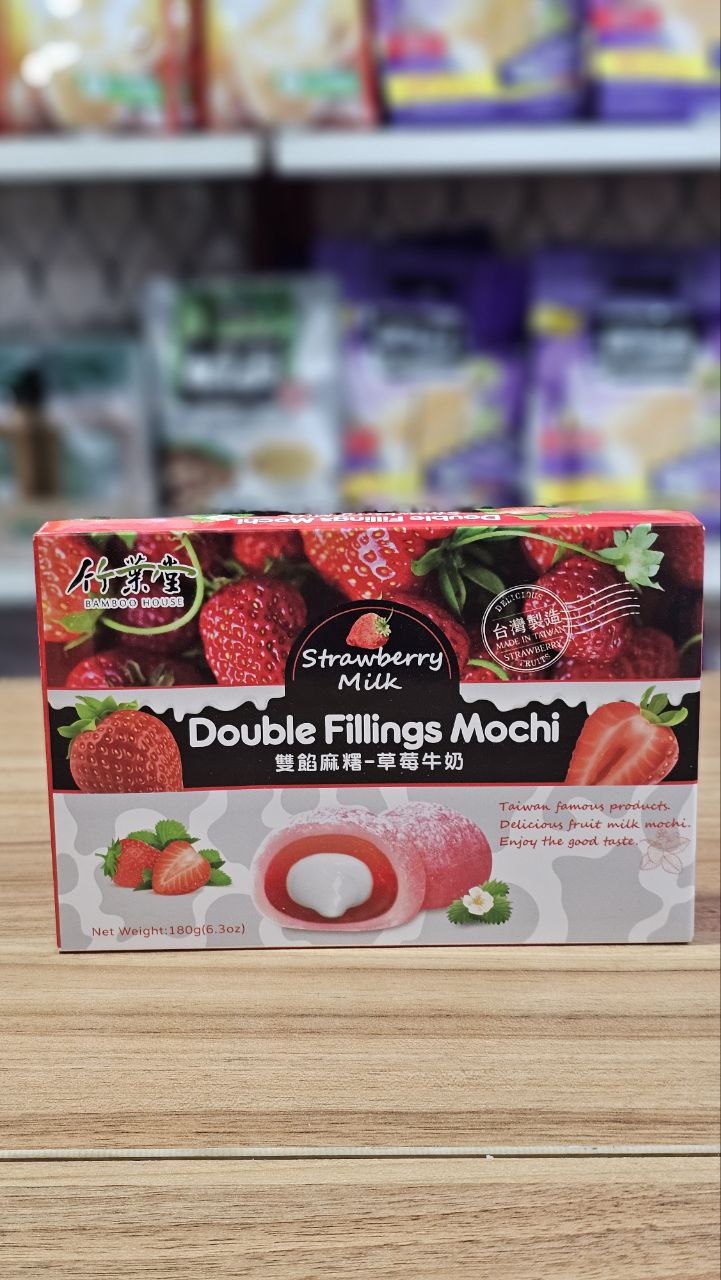 Double Fillings Mochi
竹葉堂
BAMBOO HOUSE
DELICIOUS
台灣製造
MADE IN TAIWAN
STRAWBERRY
FRUITS
Strawberry
Milk
Double Fillings Mochi
雙餡麻糬-草莓牛奶
Taiwan famous products.
Delicious fruit milk mochi.
Enjoy the good taste.
Net Weight:180g(6.3oz)